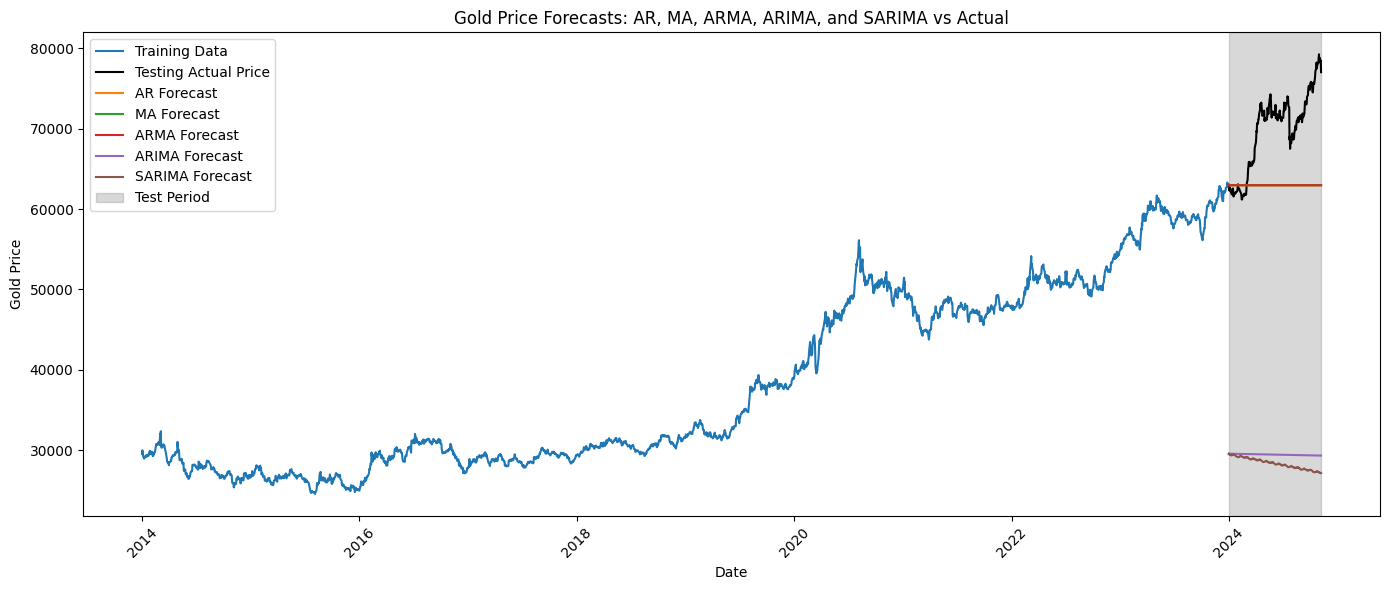 Gold Price Forecasts: AR, MA, ARMA, ARIMA, and SARIMA vs Actual
Training Data
Testing Actual Price
AR Forecast
MA Forecast
ARMA Forecast
ARIMA Forecast
SARIMA Forecast
Test Period
Gold Price
80000
70000
60000
50000
40000
30000
2014
2016
2018
2020
2022
2024
Date